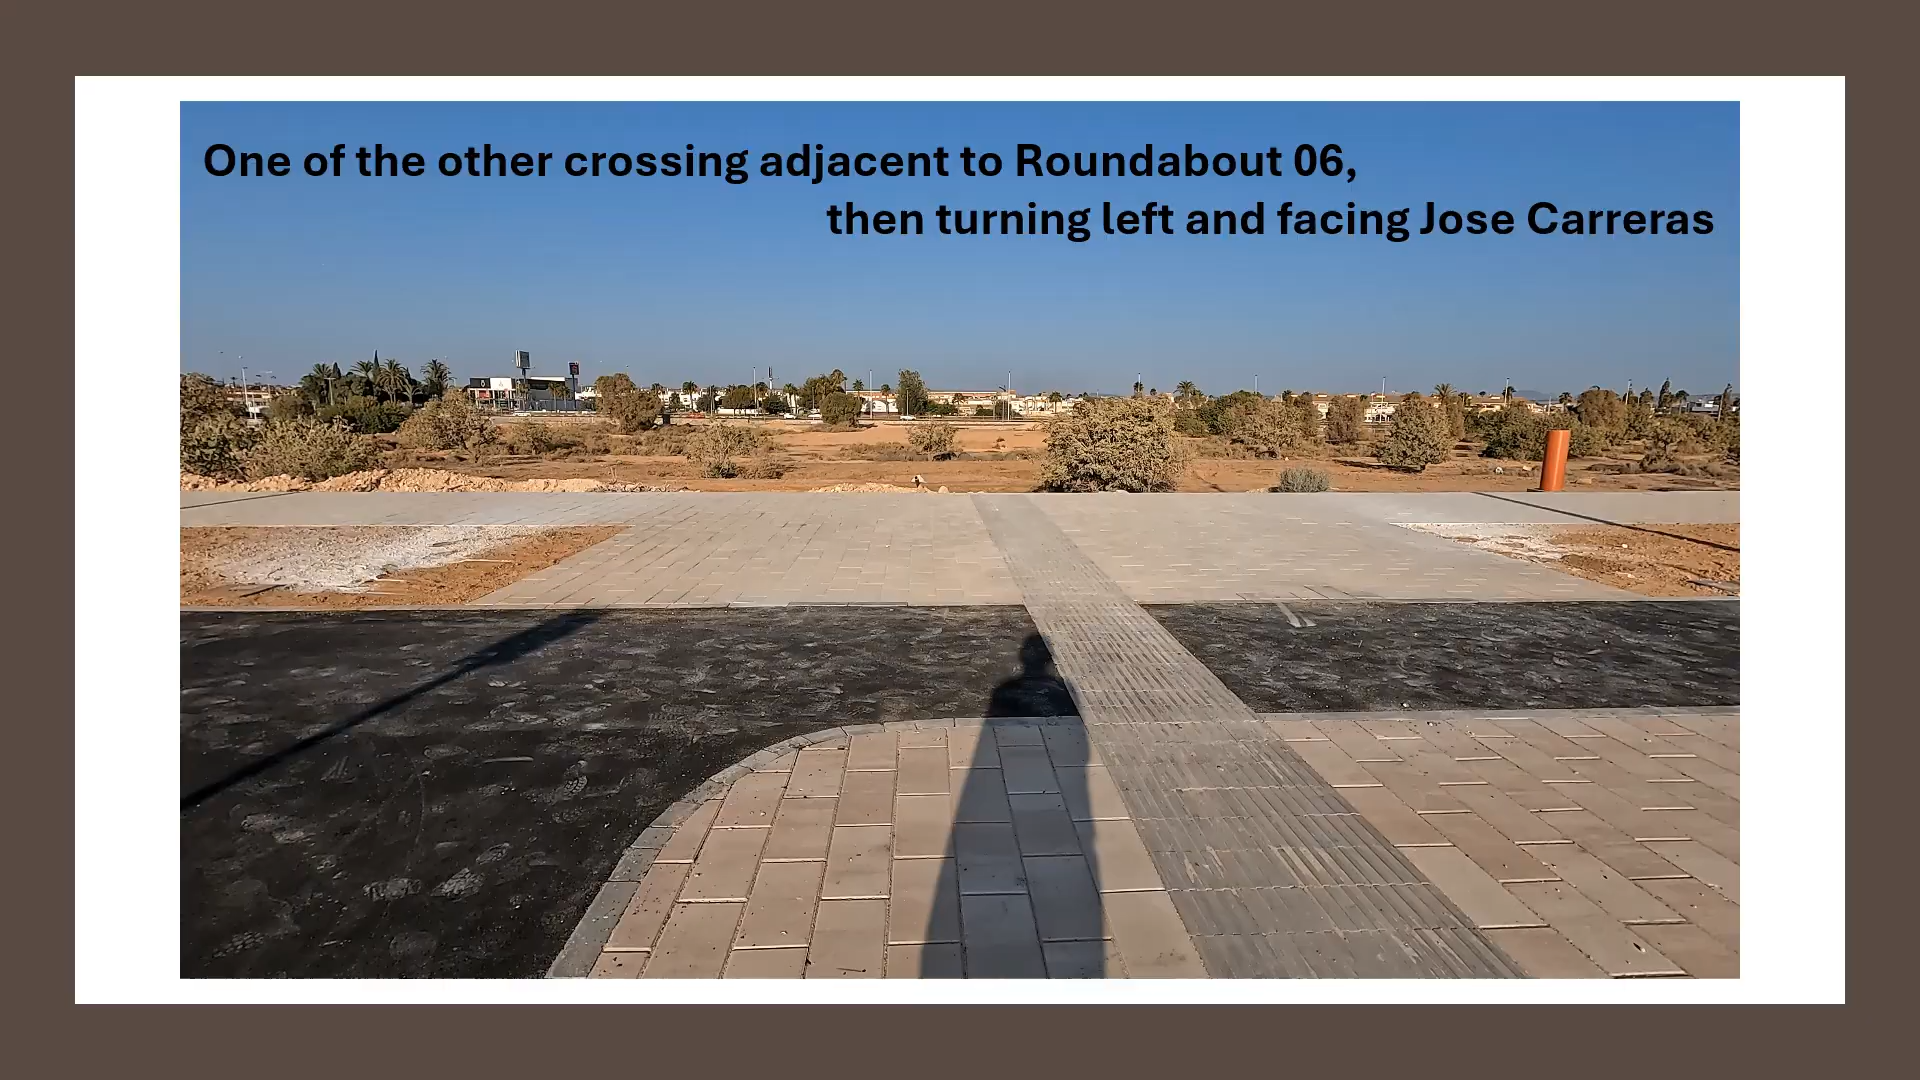 One of the other crossing adjacent to Roundabout 06,
then turning left and facing Jose Carreras